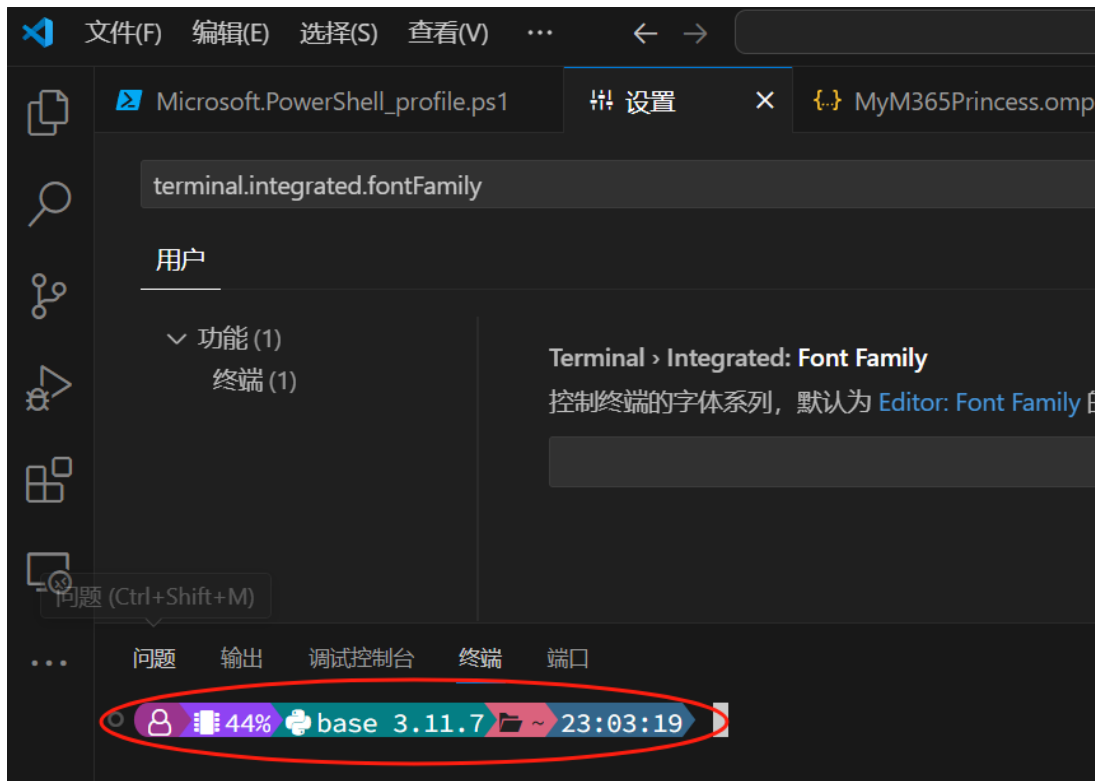 文件(F) 编辑(E) 选择(S) 查看(V) ···
Microsoft.PowerShell_profile.ps1 设置 MyM365Princess.omp
terminal.integrated.fontFamily
用户
功能 (1)
终端 (1)
Terminal › Integrated: Font Family
控制终端的字体系列，默认为 Editor: Font Family 的
问题 (Ctrl+Shift+M)
问题 输出 调试控制台 终端 端口
44% base 3.11.7 ~ 23:03:19